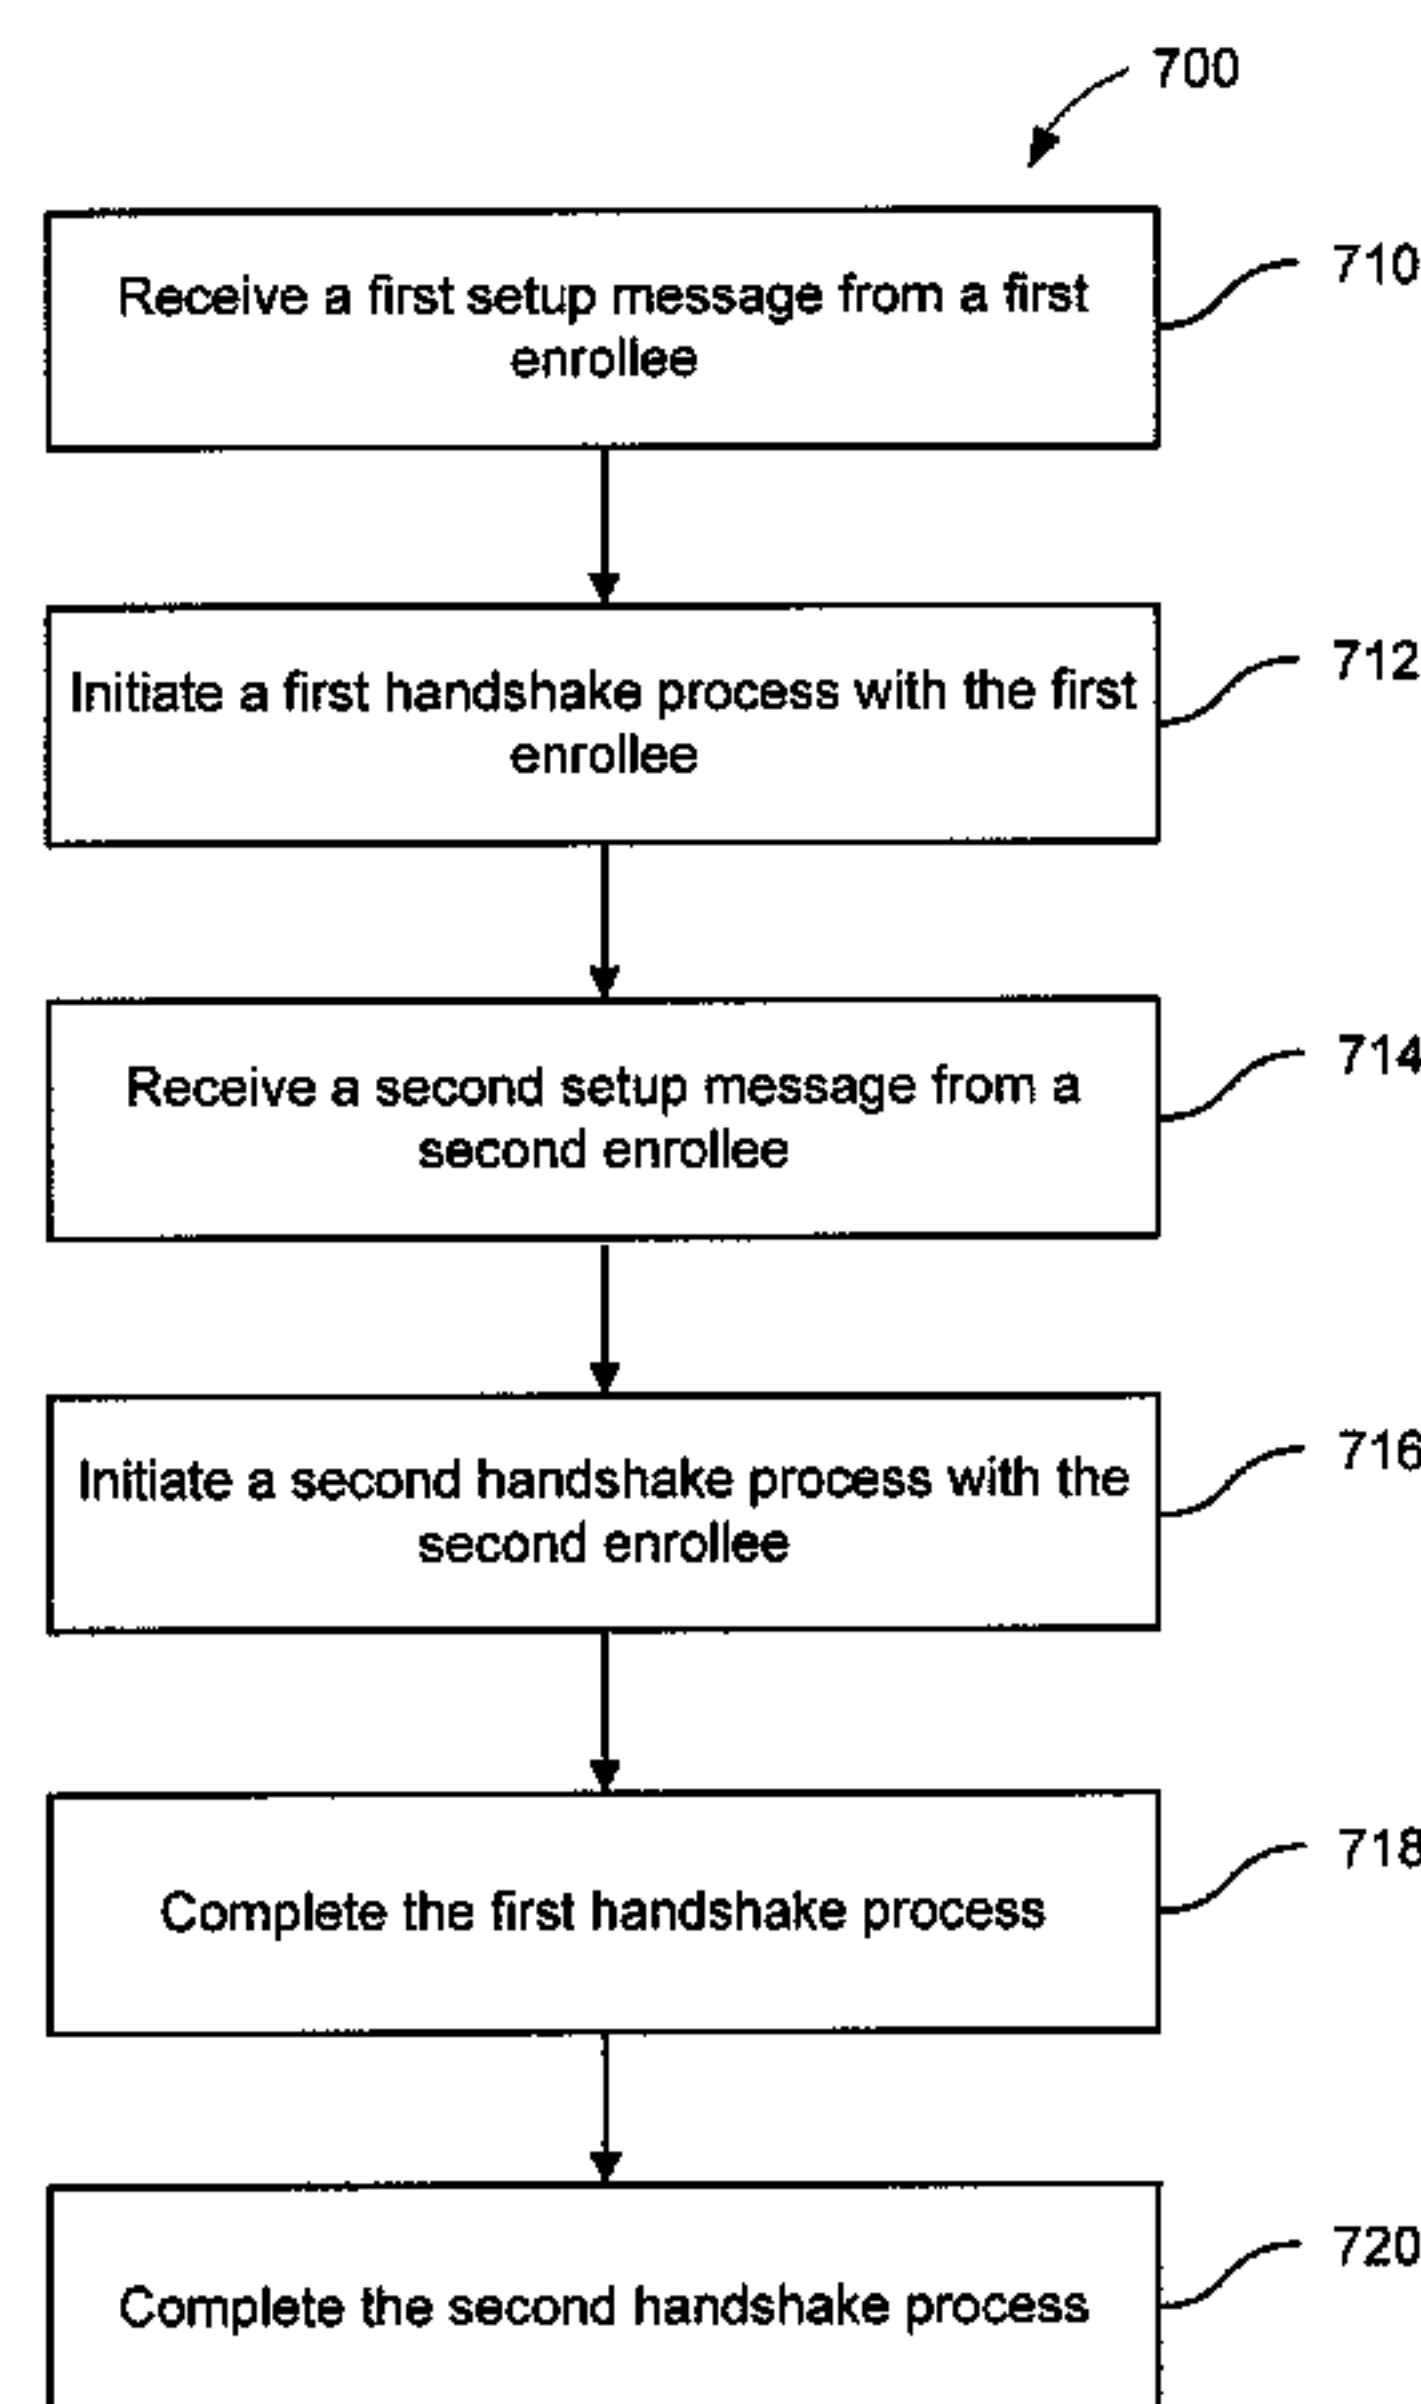 700
Receive a first setup message from a first
enrollee
710
Initiate a first handshake process with the first
enrollee
712
Receive a second setup message from a
second enrollee
714
Initiate a second handshake process with the
second enrollee
716
Complete the first handshake process
718
Complete the second handshake process
720